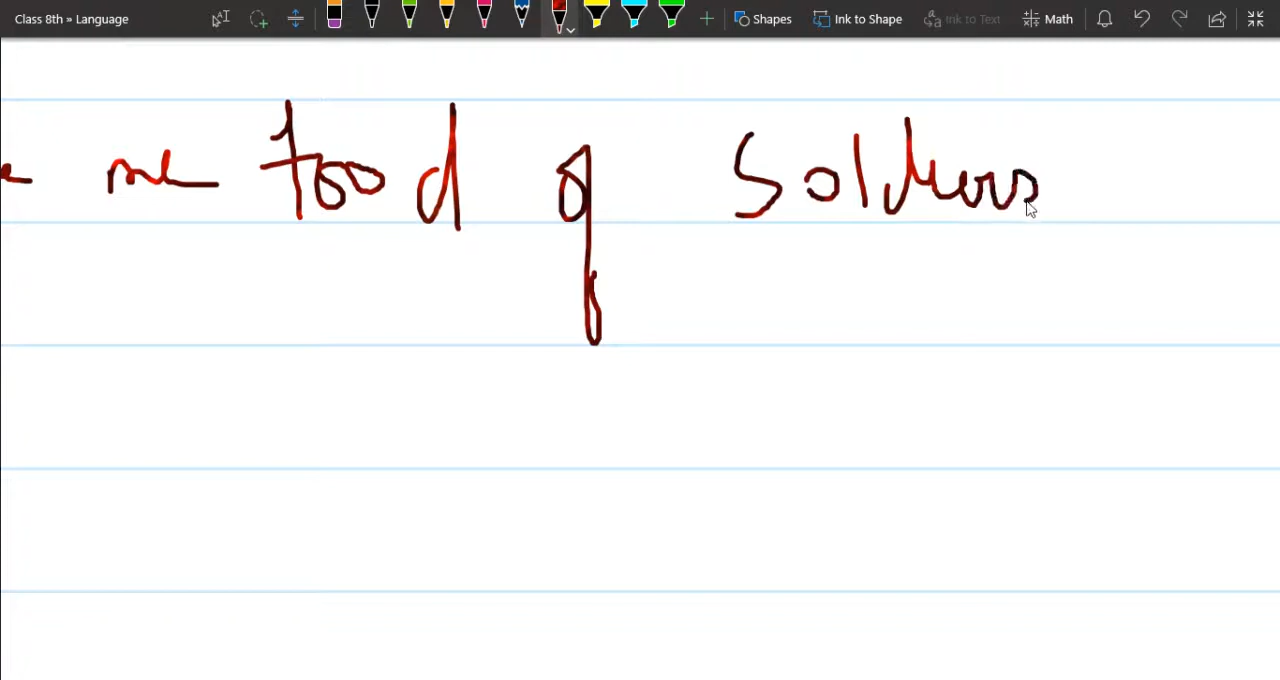 Class 8th » Language Shapes Ink to Shape Ink to Text Math
me food of Soldiers